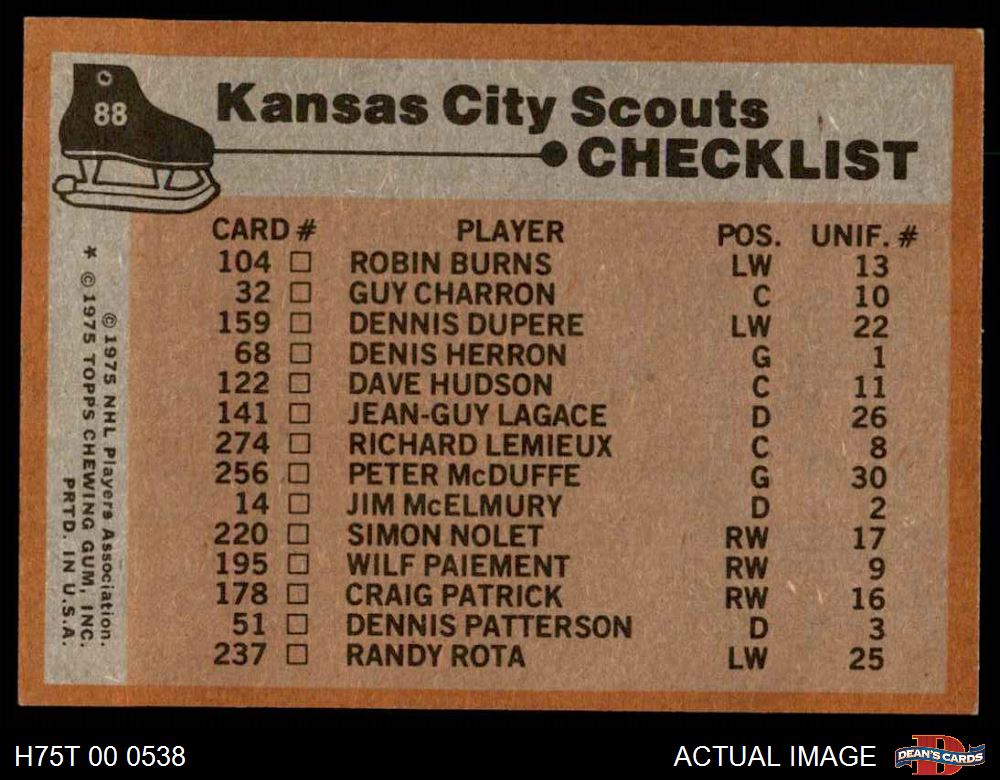 88
Kansas City Scouts
CHECKLIST
CARD # PLAYER POS. UNIF. #
104 □ ROBIN BURNS LW 13
32 □ GUY CHARRON C 10
159 □ DENNIS DUPERE LW 22
68 □ DENIS HERRON G 1
122 □ DAVE HUDSON C 11
141 □ JEAN-GUY LAGACE D 26
274 □ RICHARD LEMIEUX C 8
256 □ PETER McDUFFE G 30
14 □ JIM McELMURY D 2
220 □ SIMON NOLET RW 17
195 □ WILF PAIEMENT RW 9
178 □ CRAIG PATRICK RW 16
51 □ DENNIS PATTERSON D 3
237 □ RANDY ROTA LW 25
© 1975 NHL Players Association.
* © 1975 TOPPS CHEWING GUM, INC.
PRTD. IN U.S.A.
H75T 00 0538
ACTUAL IMAGE
D
DEAN'S CARDS